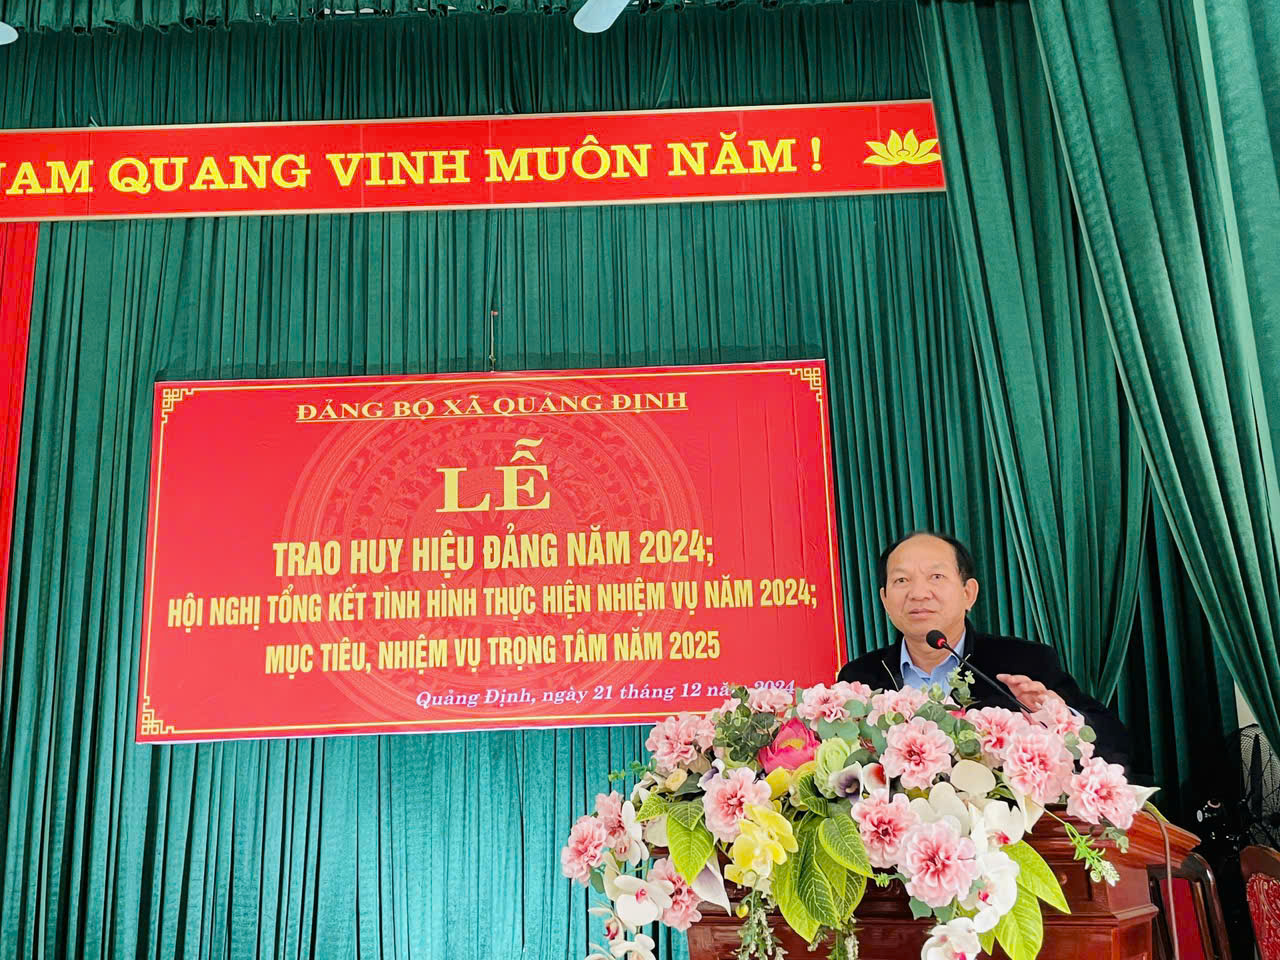 NAM QUANG VINH MUÔN NĂM !
ĐẢNG BỘ XÃ QUẢNG ĐỊNH
LỄ
TRAO HUY HIỆU ĐẢNG NĂM 2024;
HỘI NGHỊ TỔNG KẾT TÌNH HÌNH THỰC HIỆN NHIỆM VỤ NĂM 2024;
MỤC TIÊU, NHIỆM VỤ TRỌNG TÂM NĂM 2025
Quảng Định, ngày 21 tháng 12 năm 2024